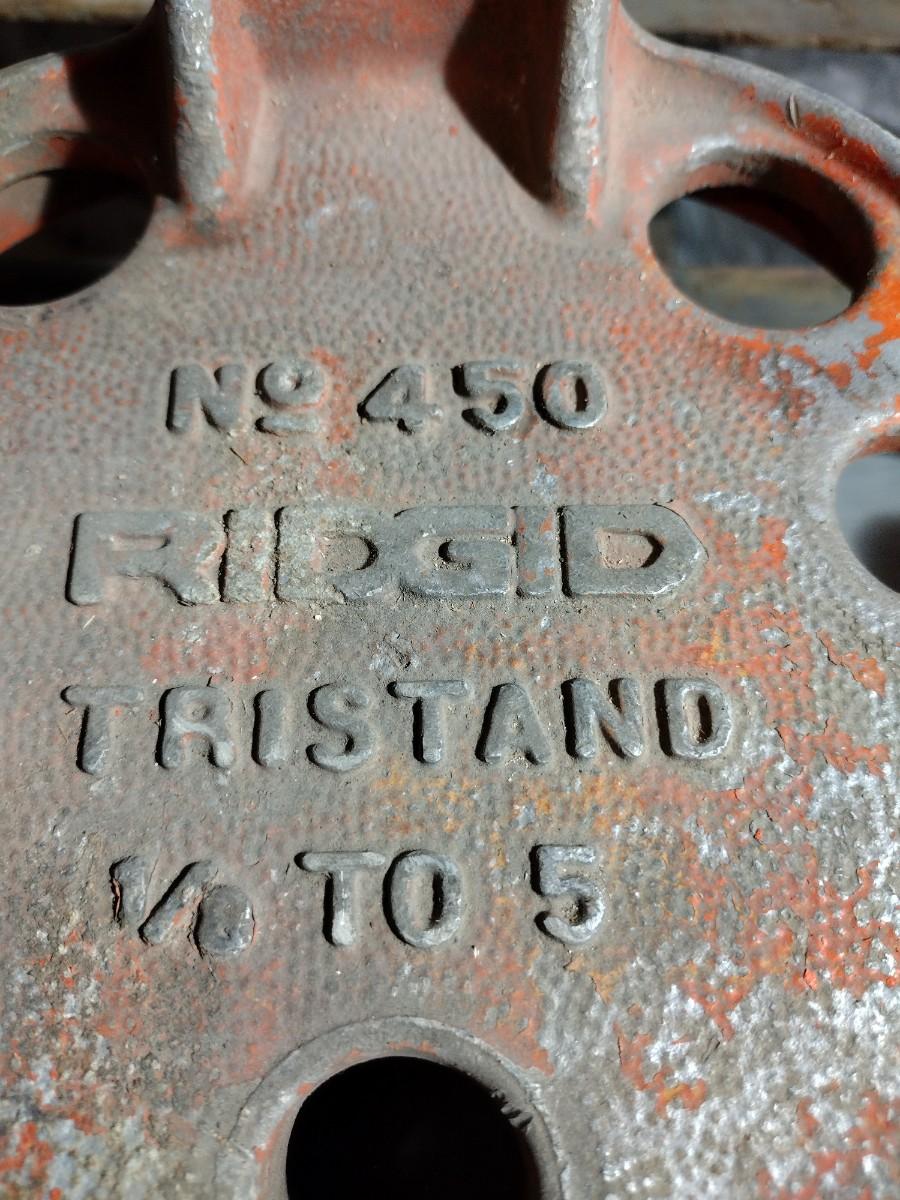 Nº 450
RIDGID
TRISTAND
⅛ TO 5